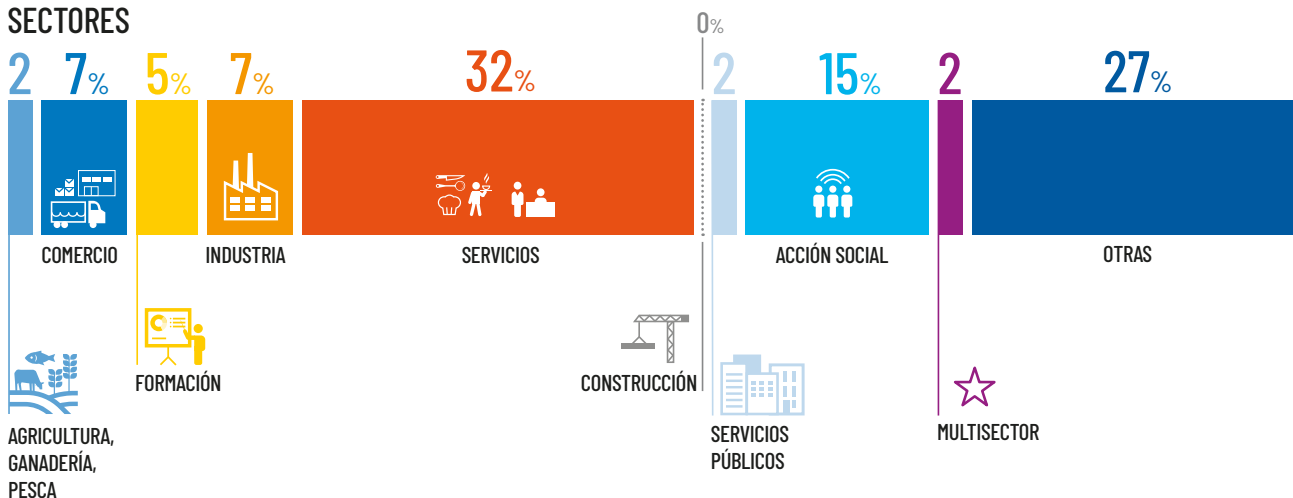 SECTORES
0%
2 7% 5% 7% 32% 2 15% 2 27%
COMERCIO INDUSTRIA SERVICIOS ACCIÓN SOCIAL OTRAS
FORMACIÓN CONSTRUCCIÓN
AGRICULTURA,
GANADERÍA,
PESCA
SERVICIOS
PÚBLICOS
MULTISECTOR